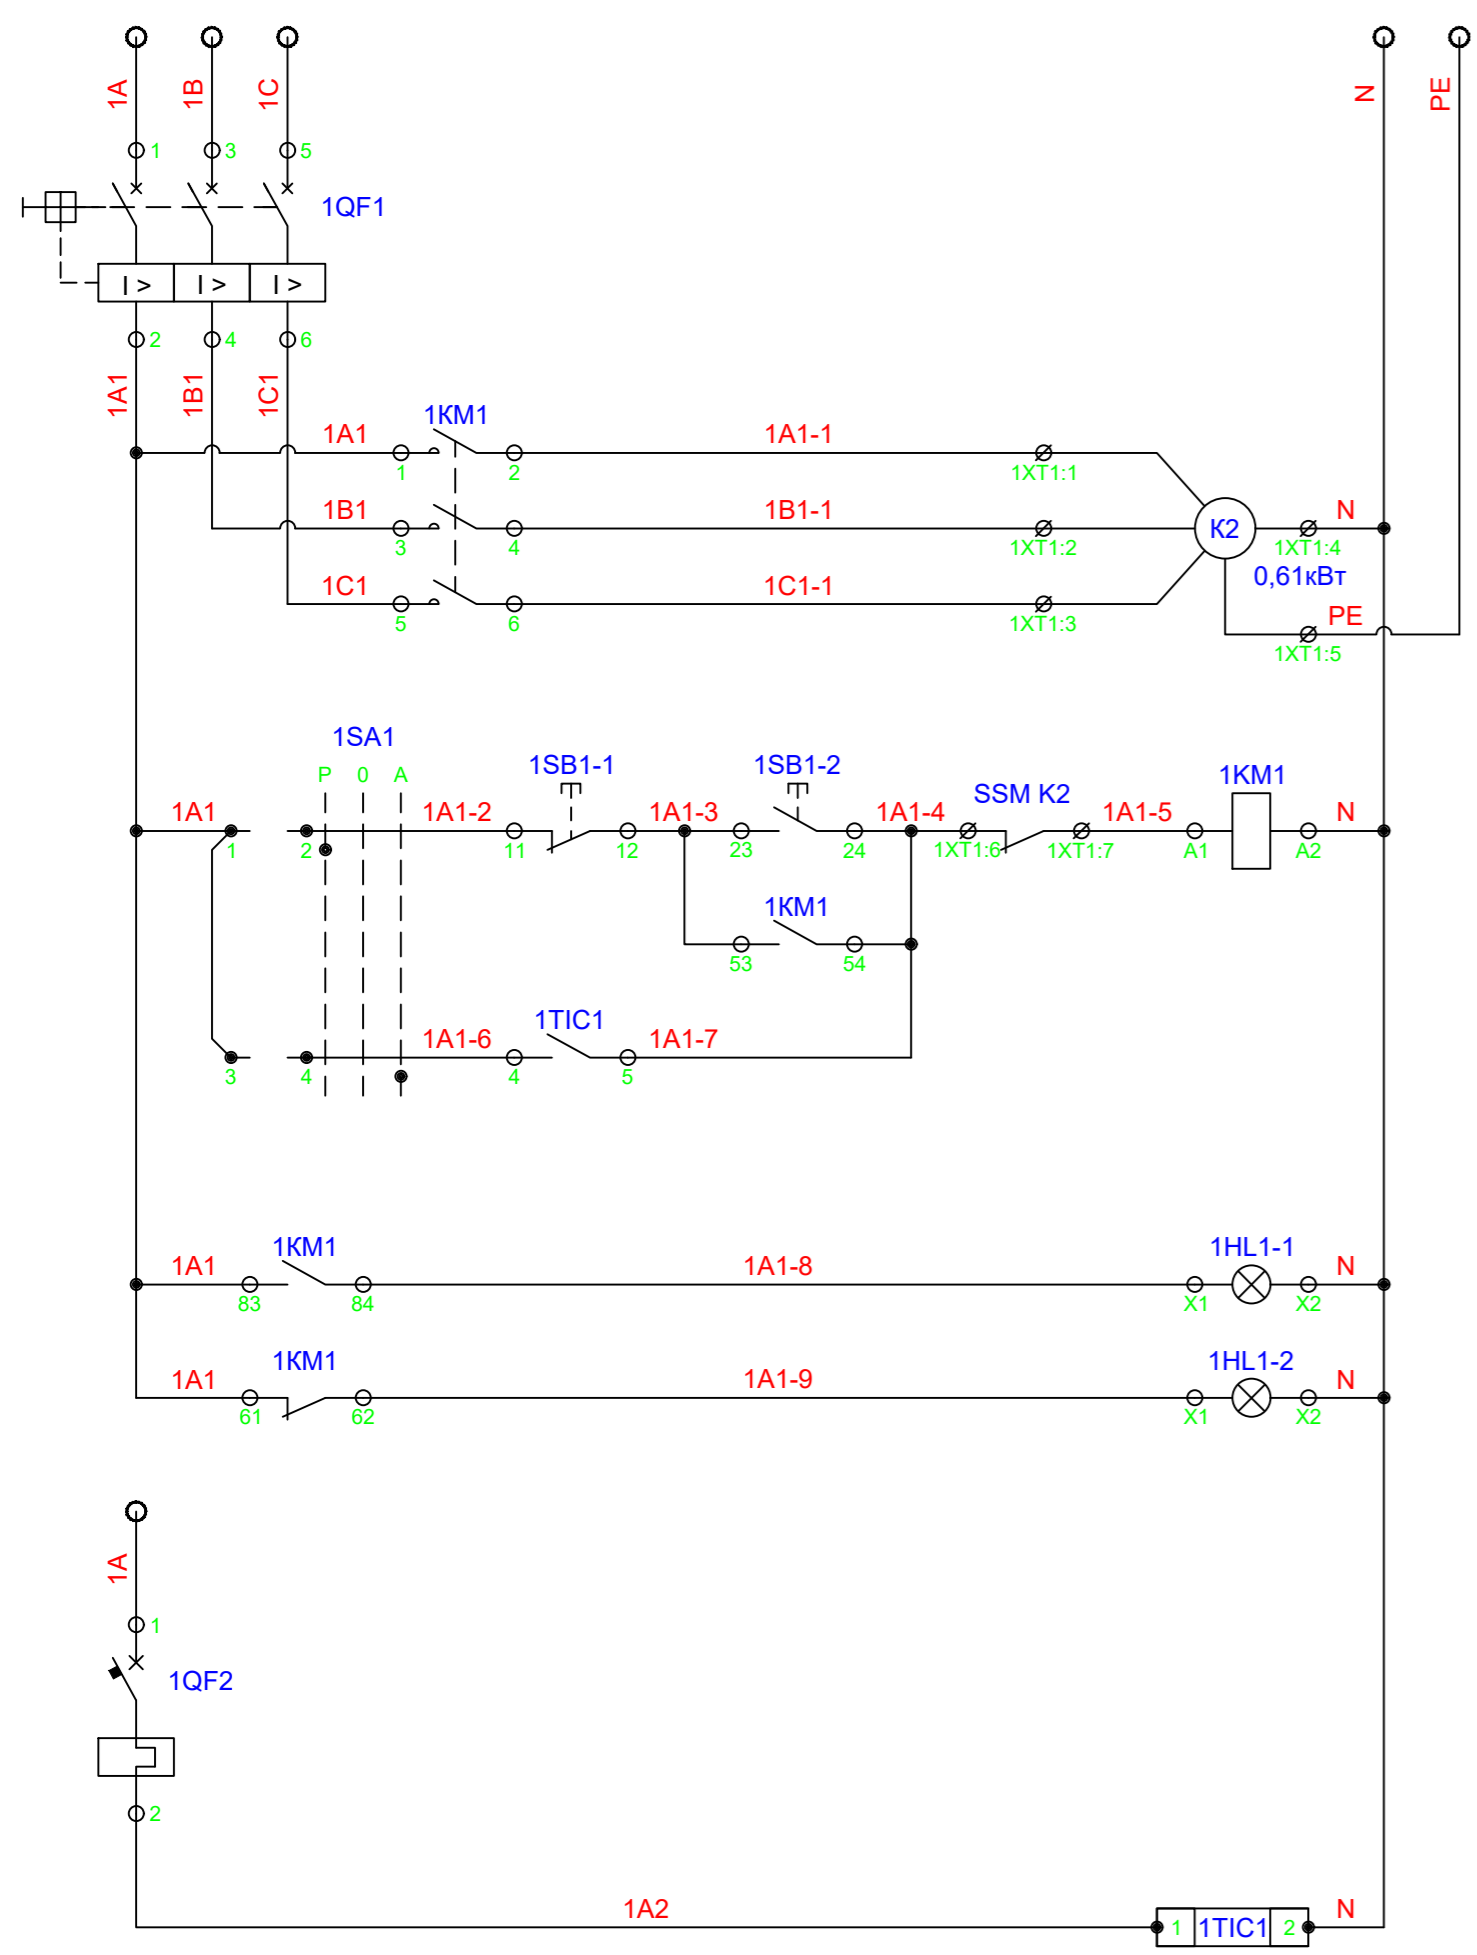 1A
1B
1C
N
PE
1
3
5
1QF1
I >
I >
I >
2
4
6
1A1
1B1
1C1
1КМ1
1A1
1A1-1
1
2
1XT1:1
1B1
1B1-1
K2
N
3
4
1XT1:2
1XT1:4
0,61кВт
1C1
1C1-1
PE
5
6
1XT1:3
1XT1:5
1SA1
P
0
A
1SB1-1
1SB1-2
SSM K2
1KM1
1A1
1A1-2
1A1-3
1A1-4
1A1-5
N
1
2
11
12
23
24
1XT1:6
1XT1:7
A1
A2
1КМ1
53
54
1TIC1
1A1-6
1A1-7
3
4
4
5
1КМ1
1HL1-1
1A1
1A1-8
N
83
84
X1
X2
1КМ1
1HL1-2
1A1
1A1-9
N
61
62
X1
X2
1A
1
1QF2
2
1A2
N
1
1TIC1
2